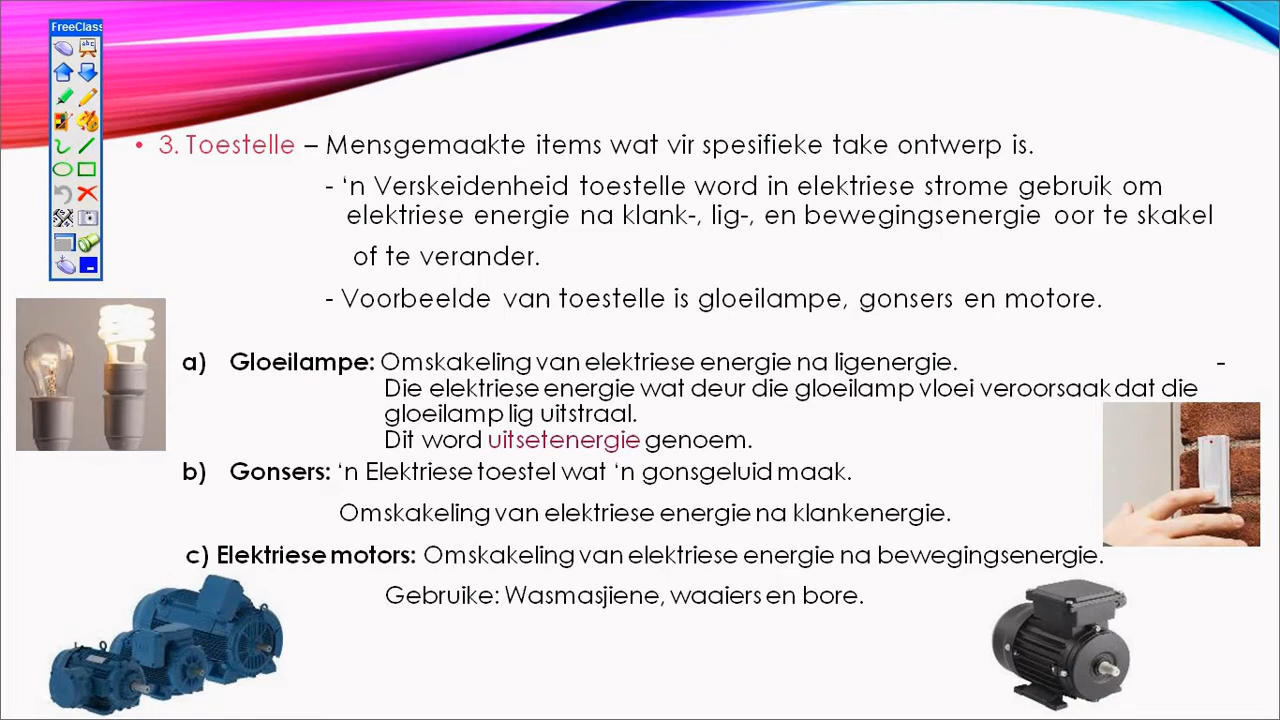 FreeClass
• 3. Toestelle – Mensgemaakte items wat vir spesifieke take ontwerp is.
- ‘n Verskeidenheid toestelle word in elektriese strome gebruik om
elektriese energie na klank-, lig-, en bewegingsenergie oor te skakel
of te verander.
- Voorbeelde van toestelle is gloeilampe, gonsers en motore.
a) Gloeilampe: Omskakeling van elektriese energie na ligenergie. -
Die elektriese energie wat deur die gloeilamp vloei veroorsaak dat die
gloeilamp lig uitstraal.
Dit word uitsetenergie genoem.
b) Gonsers: ‘n Elektriese toestel wat ‘n gonsgeluid maak.
Omskakeling van elektriese energie na klankenergie.
c) Elektriese motors: Omskakeling van elektriese energie na bewegingsenergie.
Gebruike: Wasmasjiene, waaiers en bore.